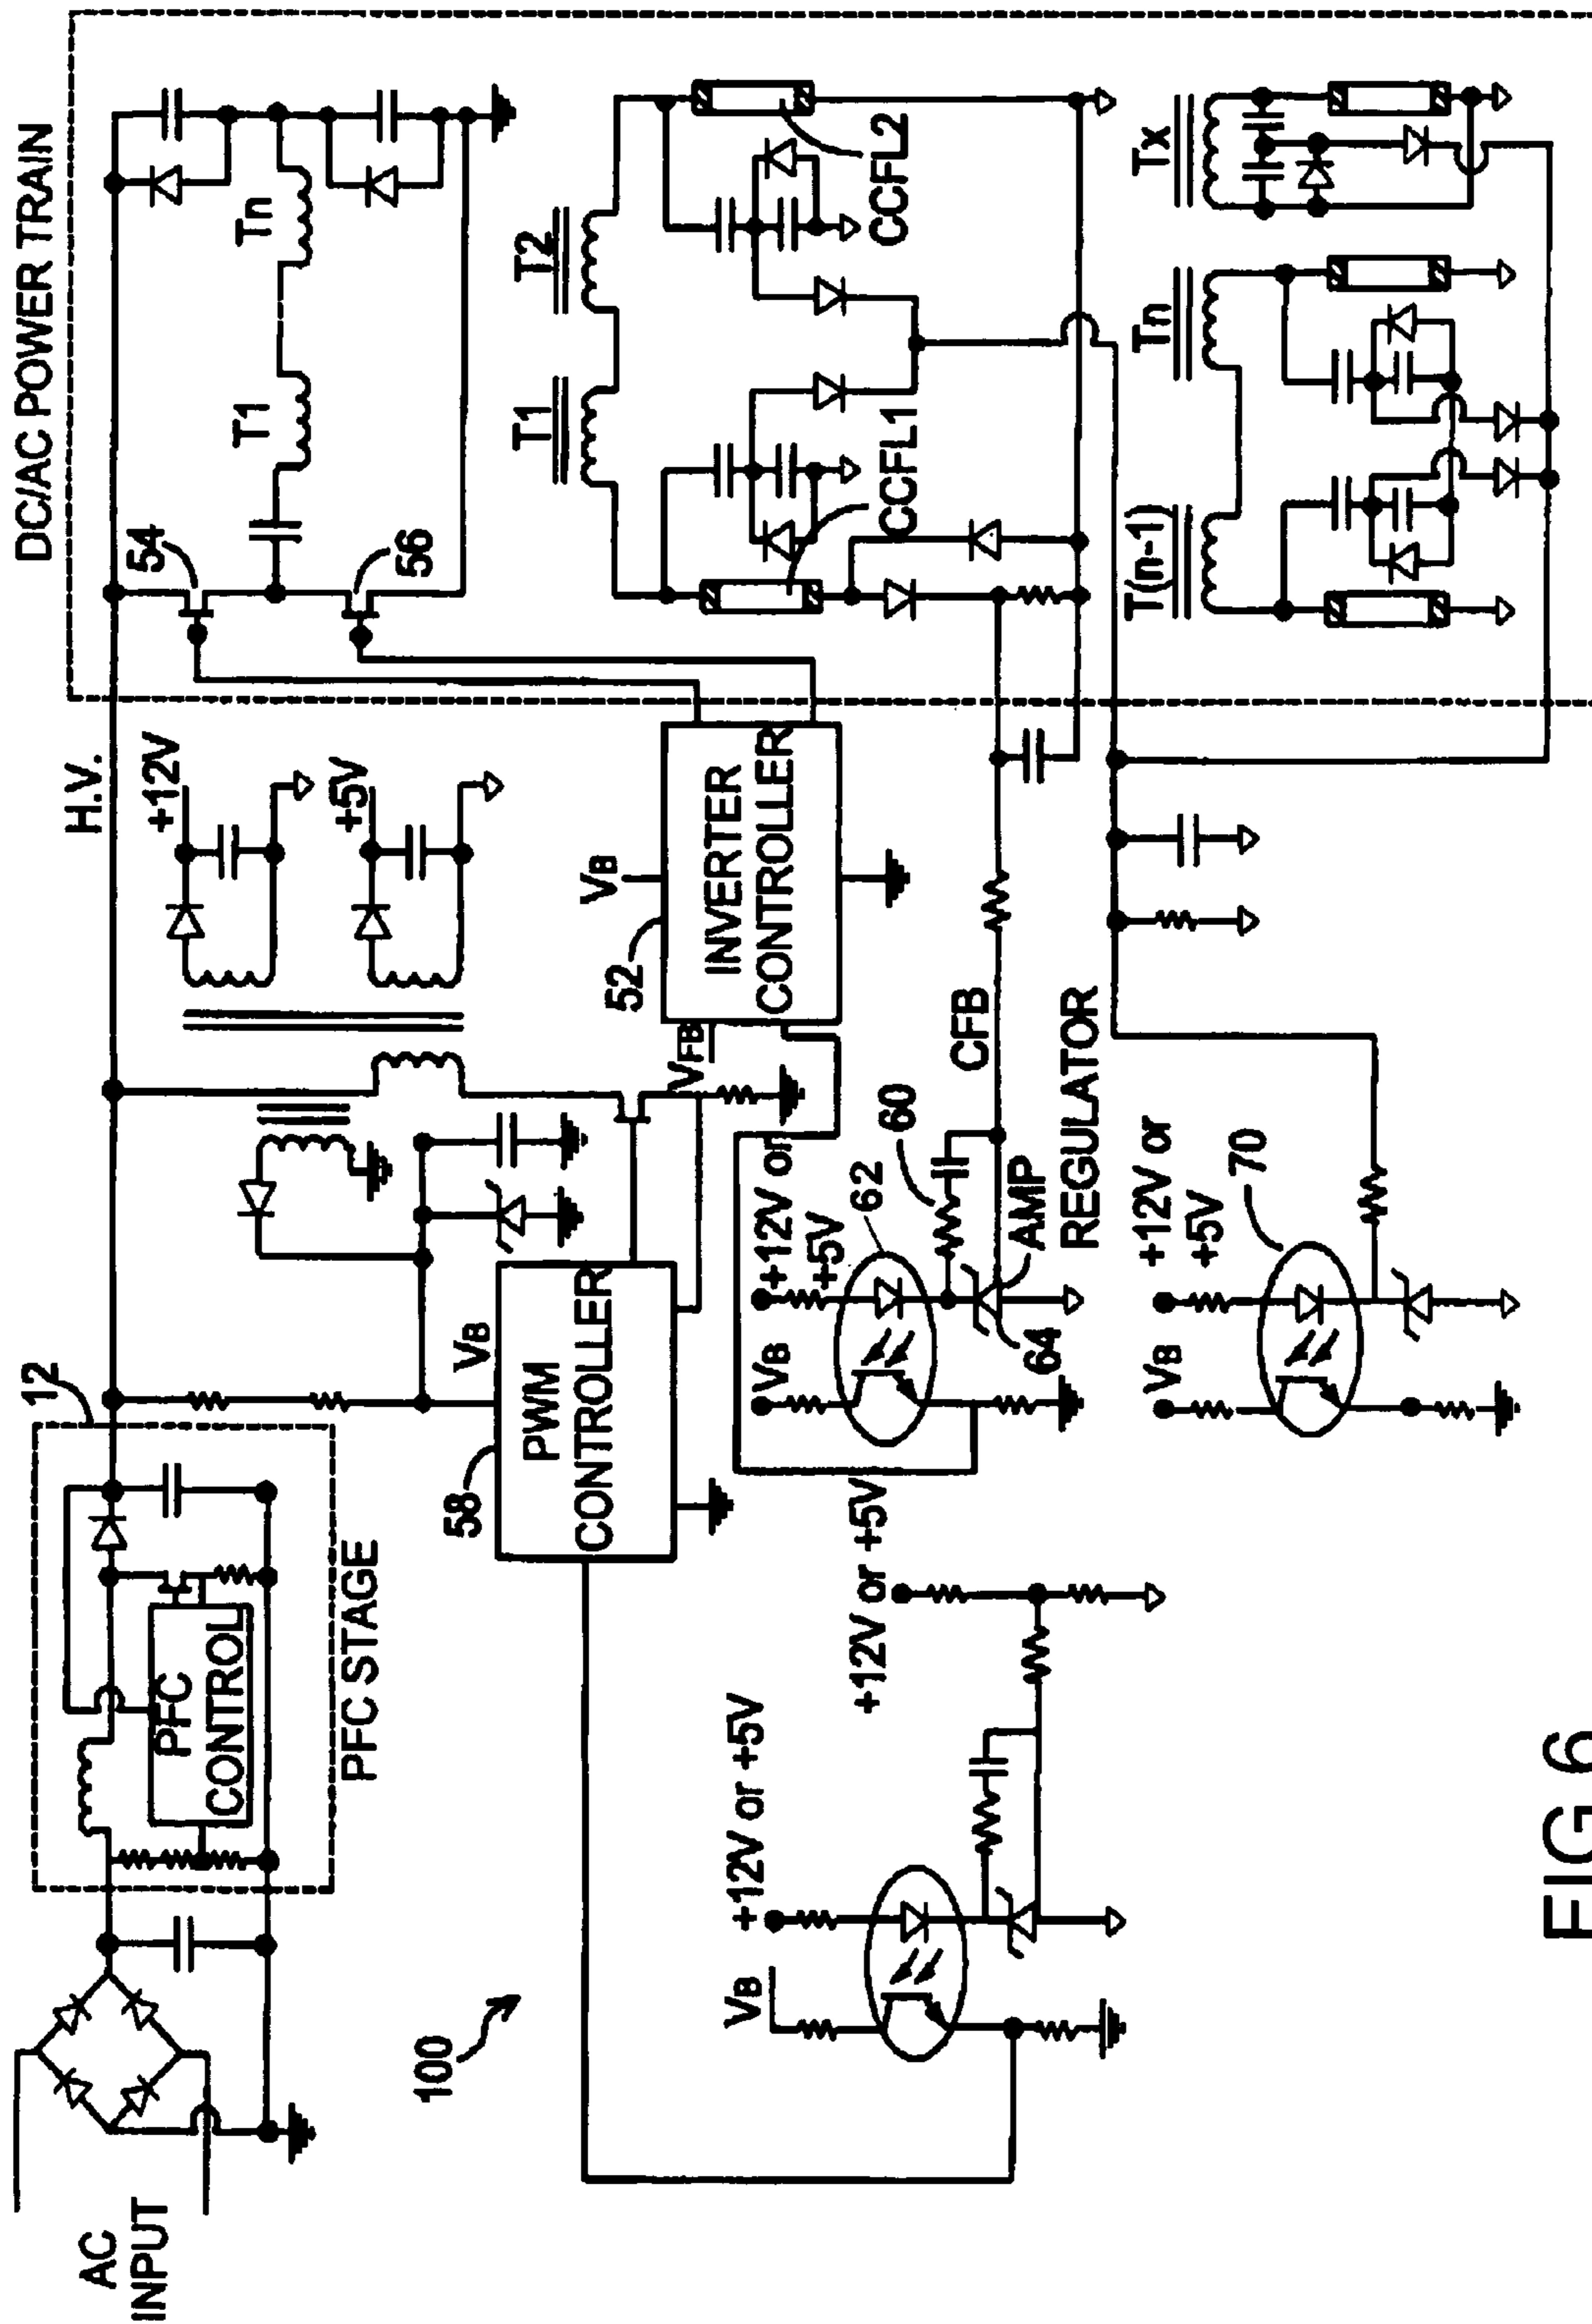 DC/AC POWER TRAIN
12
H.V.
+12V
+5V
54
56
T1
Tn
PFC
CONTROL
PFC STAGE
AC
INPUT
VB
58
PWM
CONTROLLER
VB
52
INVERTER
CONTROLLER
VFB
T1
T2
CCFL1
CCFL2
100
+12V or +5V
VB
+12V or +5V
+12V or
+5V
VB
62
60
CFB
64
AMP
REGULATOR
T(n-1)
Tn
Tx
+12V or
+5V
VB
70
FIG 6